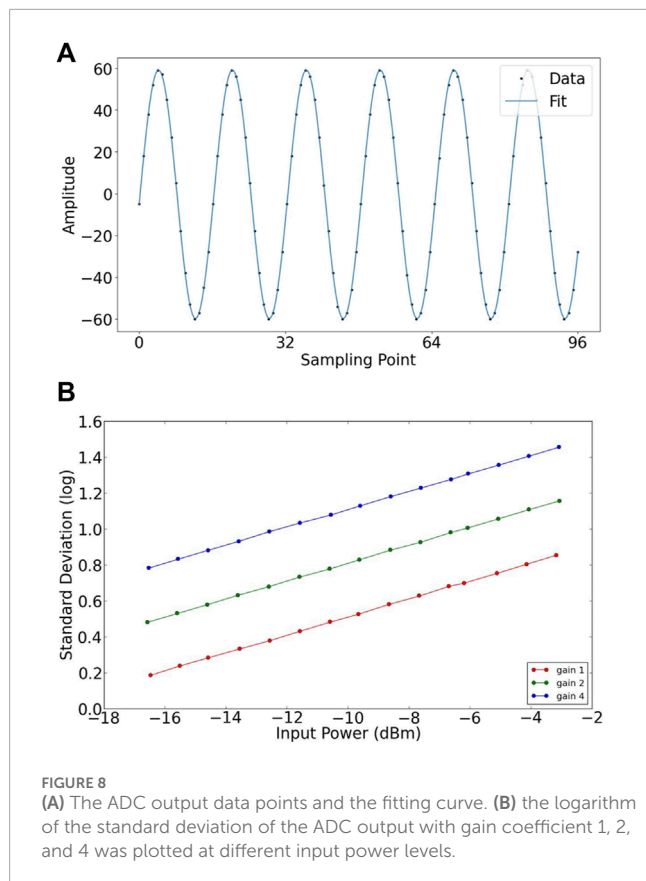 A
60
40
20
0
−20
−40
−60
Amplitude
Data
Fit
0
32
64
96
Sampling Point
B
1.6
1.4
1.2
1.0
0.8
0.6
0.4
0.2
0.0
Standard Deviation (log)
gain 1
gain 2
gain 4
−18
−16
−14
−12
−10
−8
−6
−4
−2
Input Power (dBm)
FIGURE 8
(A) The ADC output data points and the fitting curve. (B) the logarithm
of the standard deviation of the ADC output with gain coefficient 1, 2,
and 4 was plotted at different input power levels.